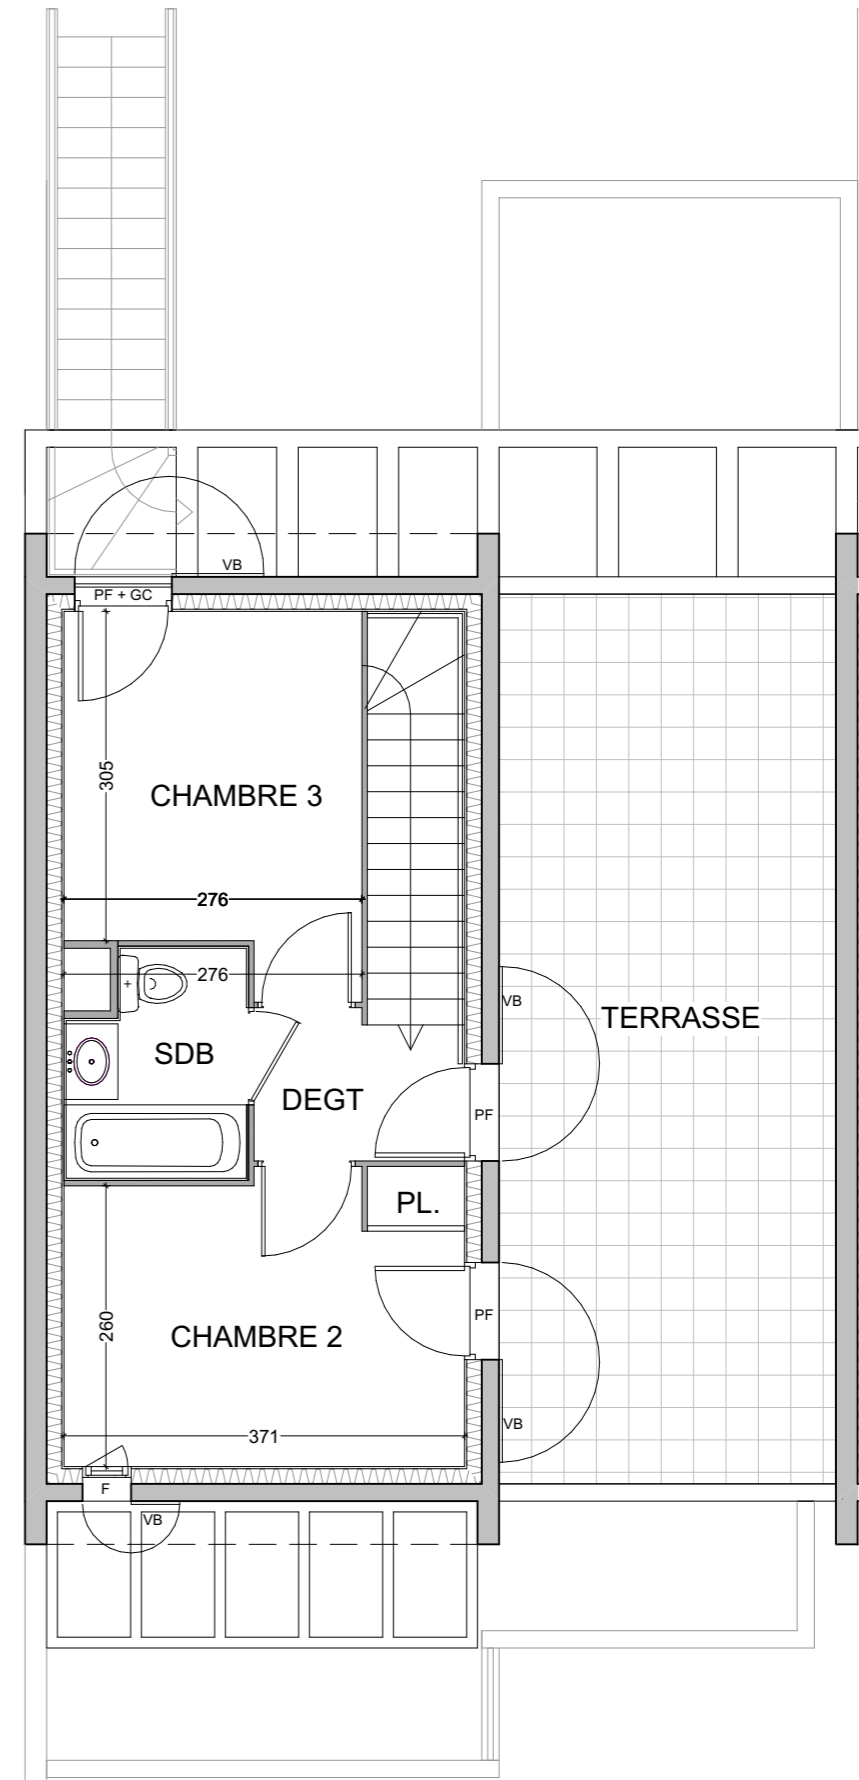 VB
PF + GC
305
CHAMBRE 3
276
276
VB
TERRASSE
SDB
DEGT
PF
PL.
PF
260
CHAMBRE 2
VB
371
F
VB